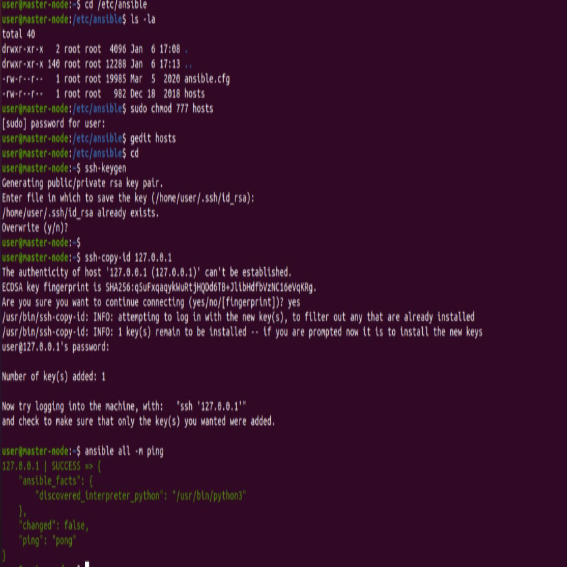 user@master-node:~$ cd /etc/ansible
user@master-node:/etc/ansible$ ls -la
total 40
drwxr-xr-x   2 root root  4096 Jan  6 17:08 .
drwxr-xr-x 140 root root 12288 Jan  6 17:13 ..
-rw-r--r--   1 root root 19985 Mar  5  2020 ansible.cfg
-rw-r--r--   1 root root   982 Dec 18  2018 hosts
user@master-node:/etc/ansible$ sudo chmod 777 hosts
[sudo] password for user:
user@master-node:/etc/ansible$ gedit hosts
user@master-node:/etc/ansible$ cd
user@master-node:~$ ssh-keygen
Generating public/private rsa key pair.
Enter file in which to save the key (/home/user/.ssh/id_rsa):
/home/user/.ssh/id_rsa already exists.
Overwrite (y/n)?
user@master-node:~$
user@master-node:~$ ssh-copy-id 127.0.0.1
The authenticity of host '127.0.0.1 (127.0.0.1)' can't be established.
ECDSA key fingerprint is
Are you sure you want to continue connecting (yes/no/[fingerprint])? yes
/usr/bin/ssh-copy-id: INFO: attempting to log in with the new key(s), to filter out any that are already installed
/usr/bin/ssh-copy-id: INFO: 1 key(s) remain to be installed -- if you are prompted now it is to install the new keys
user@127.0.0.1's password:
Number of key(s) added: 1
Now try logging into the machine, with:   "ssh '127.0.0.1'"
and check to make sure that only the key(s) you wanted were added.
user@master-node:~$ ansible all -m ping
127.0.0.1 | SUCCESS => {
    "ansible_facts": {
        "discovered_interpreter_python": "/usr/bin/python3"
    },
    "changed": false,
    "ping": "pong"
}